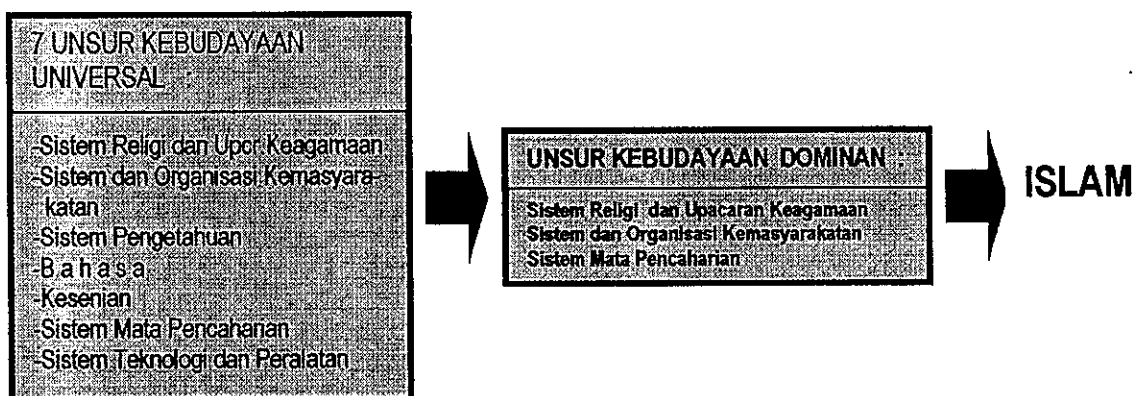 7 UNSUR KEBUDAYAAN
UNIVERSAL :
-Sistem Religi dan Upcr Keagamaan
-Sistem dan Organisasi Kemasyara-
katan
-Sistem Pengetahuan
-B a h a s a
-Kesenian
-Sistem Mata Pencaharian
-Sistem Teknologi dan Peralatan
UNSUR KEBUDAYAAN DOMINAN :
Sistem Religi dan Upacaran Keagamaan
-Sistem dan Organisasi Kemasyarakatan
Sistem Mata Pencaharian
ISLAM